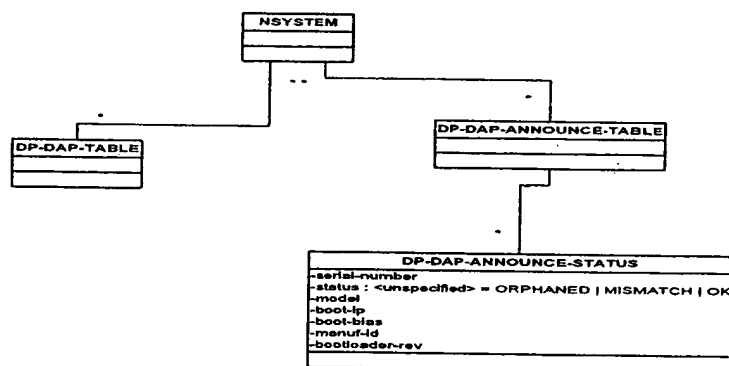 NSYSTEM
DP-DAP-TABLE
DP-DAP-ANNOUNCE-TABLE
DP-DAP-ANNOUNCE-STATUS
-serial-number
-status : <unspecified> = ORPHANED | MISMATCH | OK
-model
-boot-ip
-boot-bias
-manuf-id
-bootloader-rev